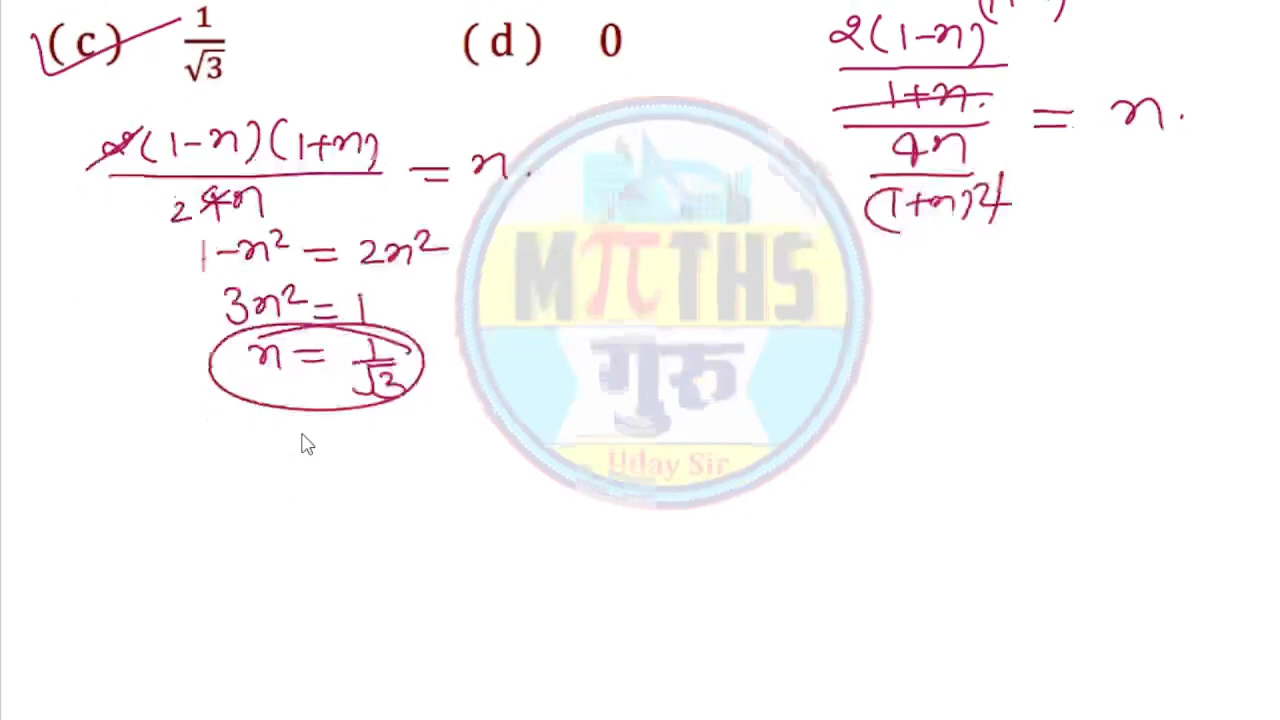 (c) 1/√3 (d) 0
2(1-x)(1+x)/4x = x.
2
1-x² = 2x²
3x² = 1
x = 1/√3
2(1-x)
1+x.
4x
(1+x)²
= x.
MπTHS
गुरु
Uday Sir